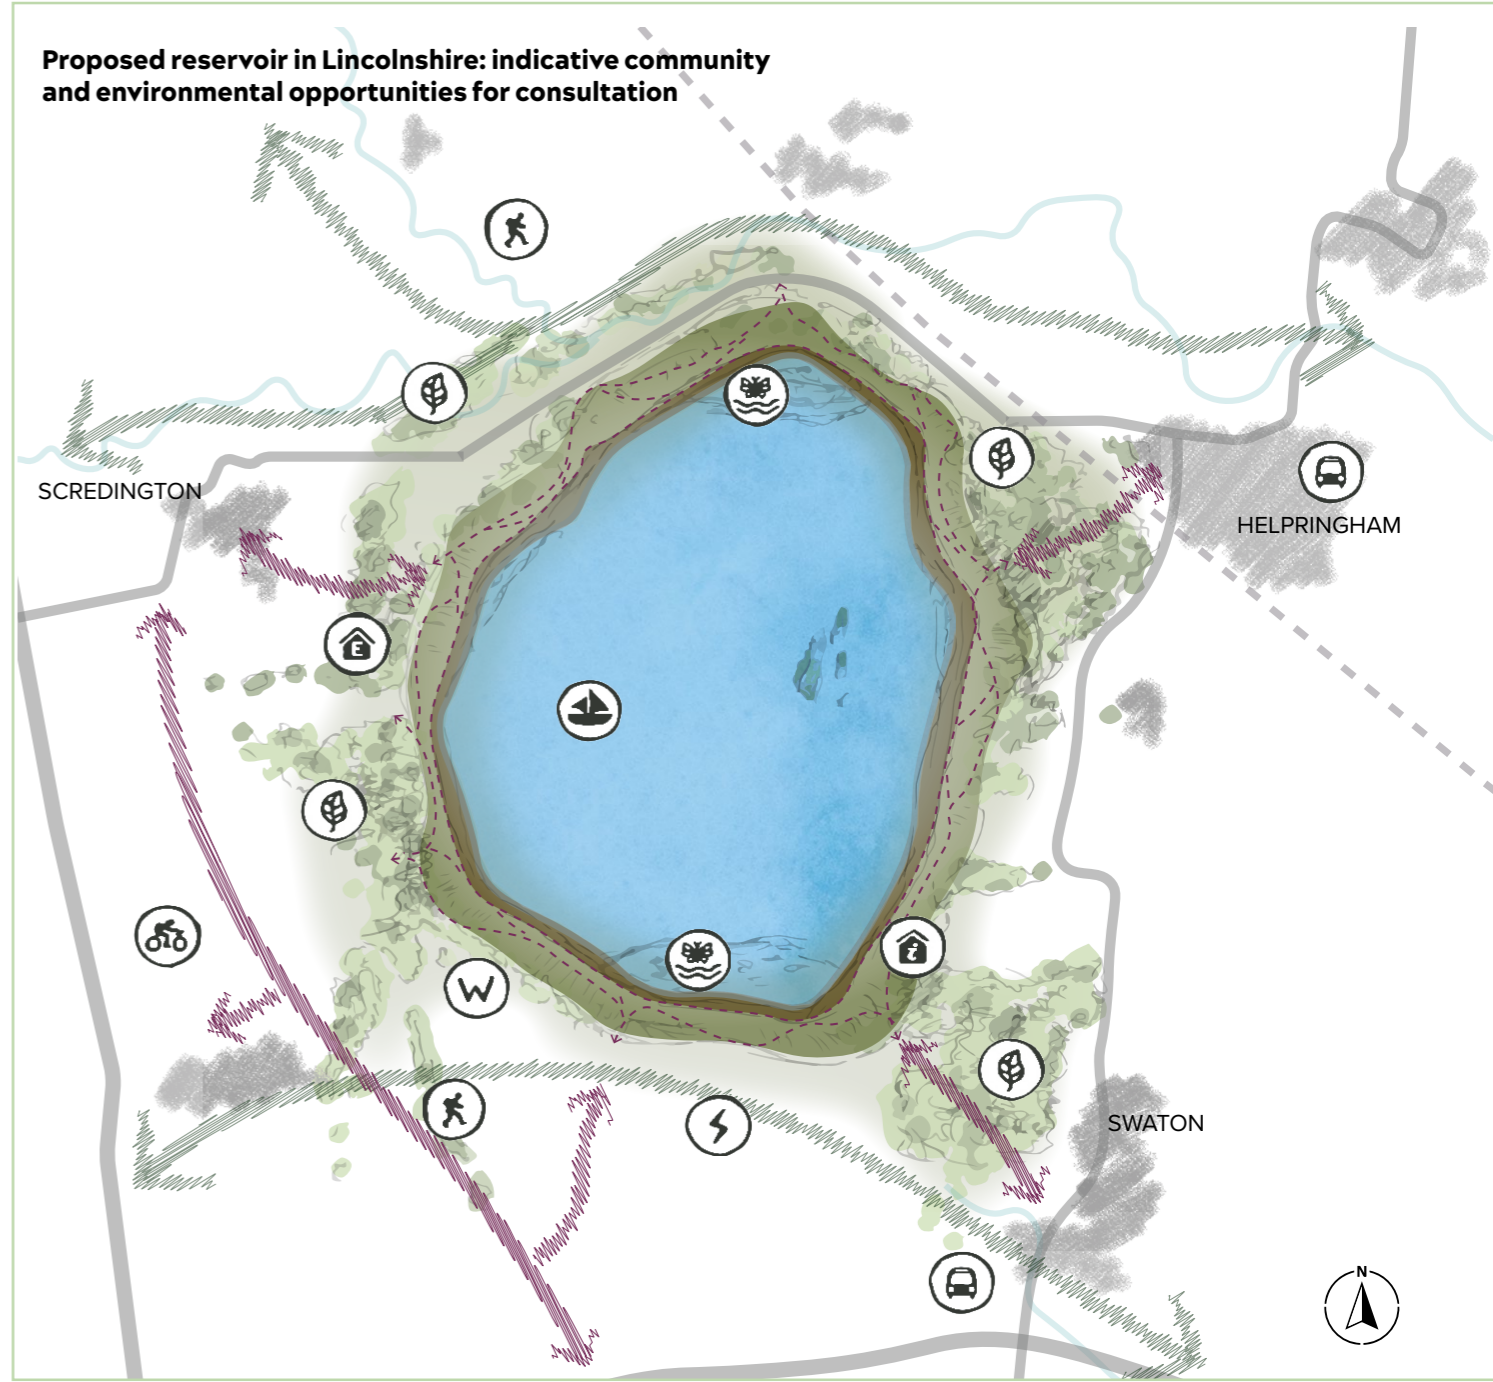 Proposed reservoir in Lincolnshire: indicative community
and environmental opportunities for consultation
SCREDINGTON
HELPRINGHAM
E
W
i
SWATON
N